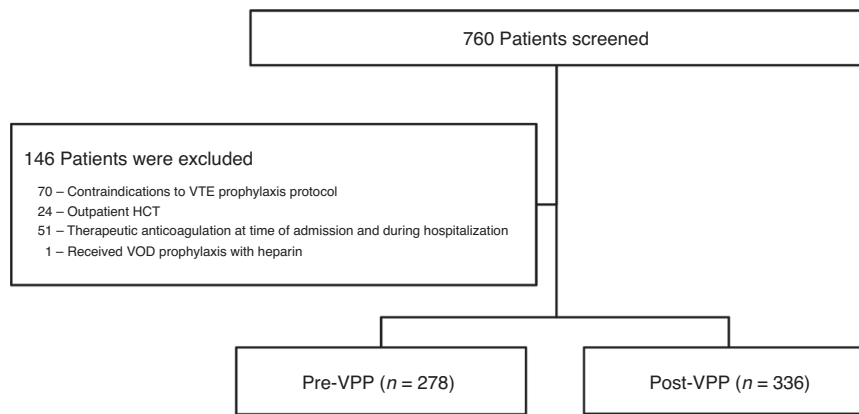 760 Patients screened
146 Patients were excluded
70 – Contraindications to VTE prophylaxis protocol
24 – Outpatient HCT
51 – Therapeutic anticoagulation at time of admission and during hospitalization
1 – Received VOD prophylaxis with heparin
Pre-VPP (n = 278)
Post-VPP (n = 336)